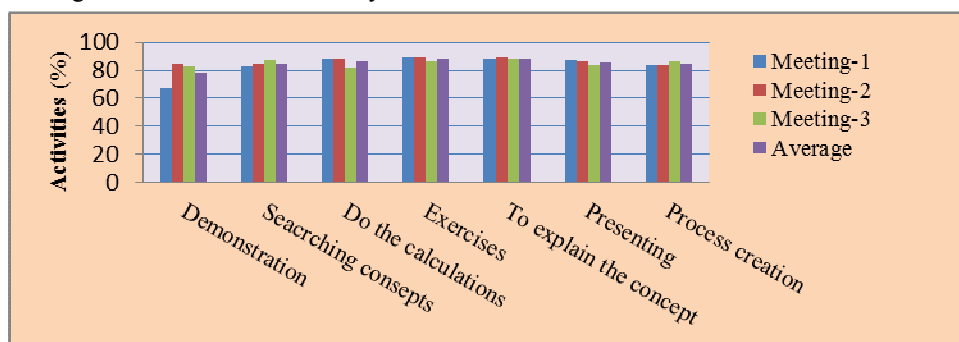 100
80
60
40
20
0
Activities (%)
Demonstration
Seacrching consepts
Do the calculations
Exercises
To explain the concept
Presenting
Process creation
Meeting-1
Meeting-2
Meeting-3
Average